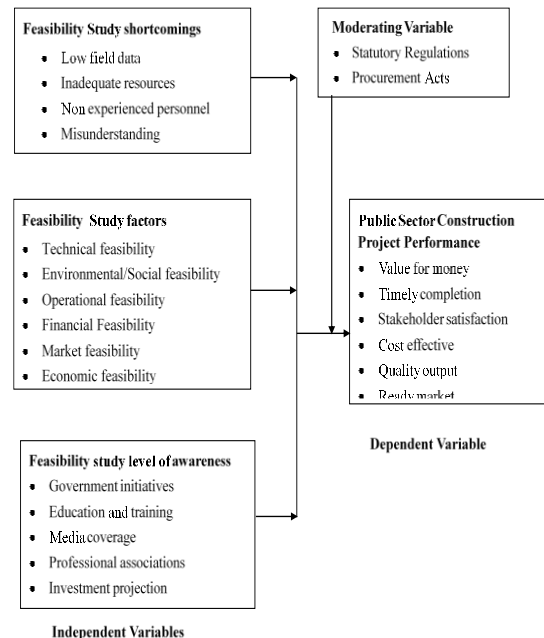 Feasibility Study shortcomings
• Low field data
• Inadequate resources
• Non experienced personnel
• Misunderstanding
Moderating Variable
• Statutory Regulations
• Procurement Acts
Feasibility Study factors
• Technical feasibility
• Environmental/Social feasibility
• Operational feasibility
• Financial Feasibility
• Market feasibility
• Economic feasibility
Public Sector Construction
Project Performance
• Value for money
• Timely completion
• Stakeholder satisfaction
• Cost effective
• Quality output
• Ready market
Dependent Variable
Feasibility study level of awareness
• Government initiatives
• Education and training
• Media coverage
• Professional associations
• Investment projection
Independent Variables